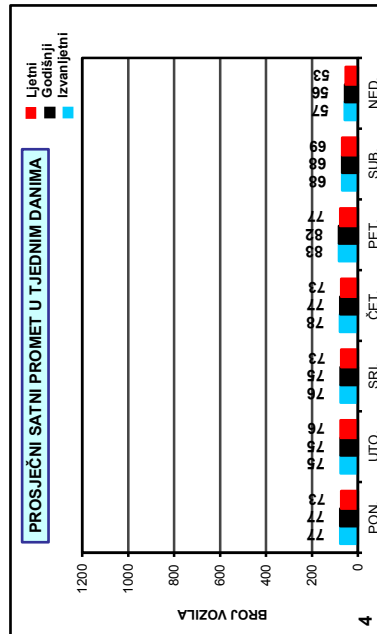 PROSJEČNI SATNI PROMET U TJEDNIM DANIMA
Ljetni
Godišnji
Izvanljetni
BROJ VOZILA
1200
1000
800
600
400
200
0
77 77 73
75 75 76
76 75 73
78 77 73
83 82 77
68 68 69
57 56 53
PON UTO SRI ČET PET SUB NED
4